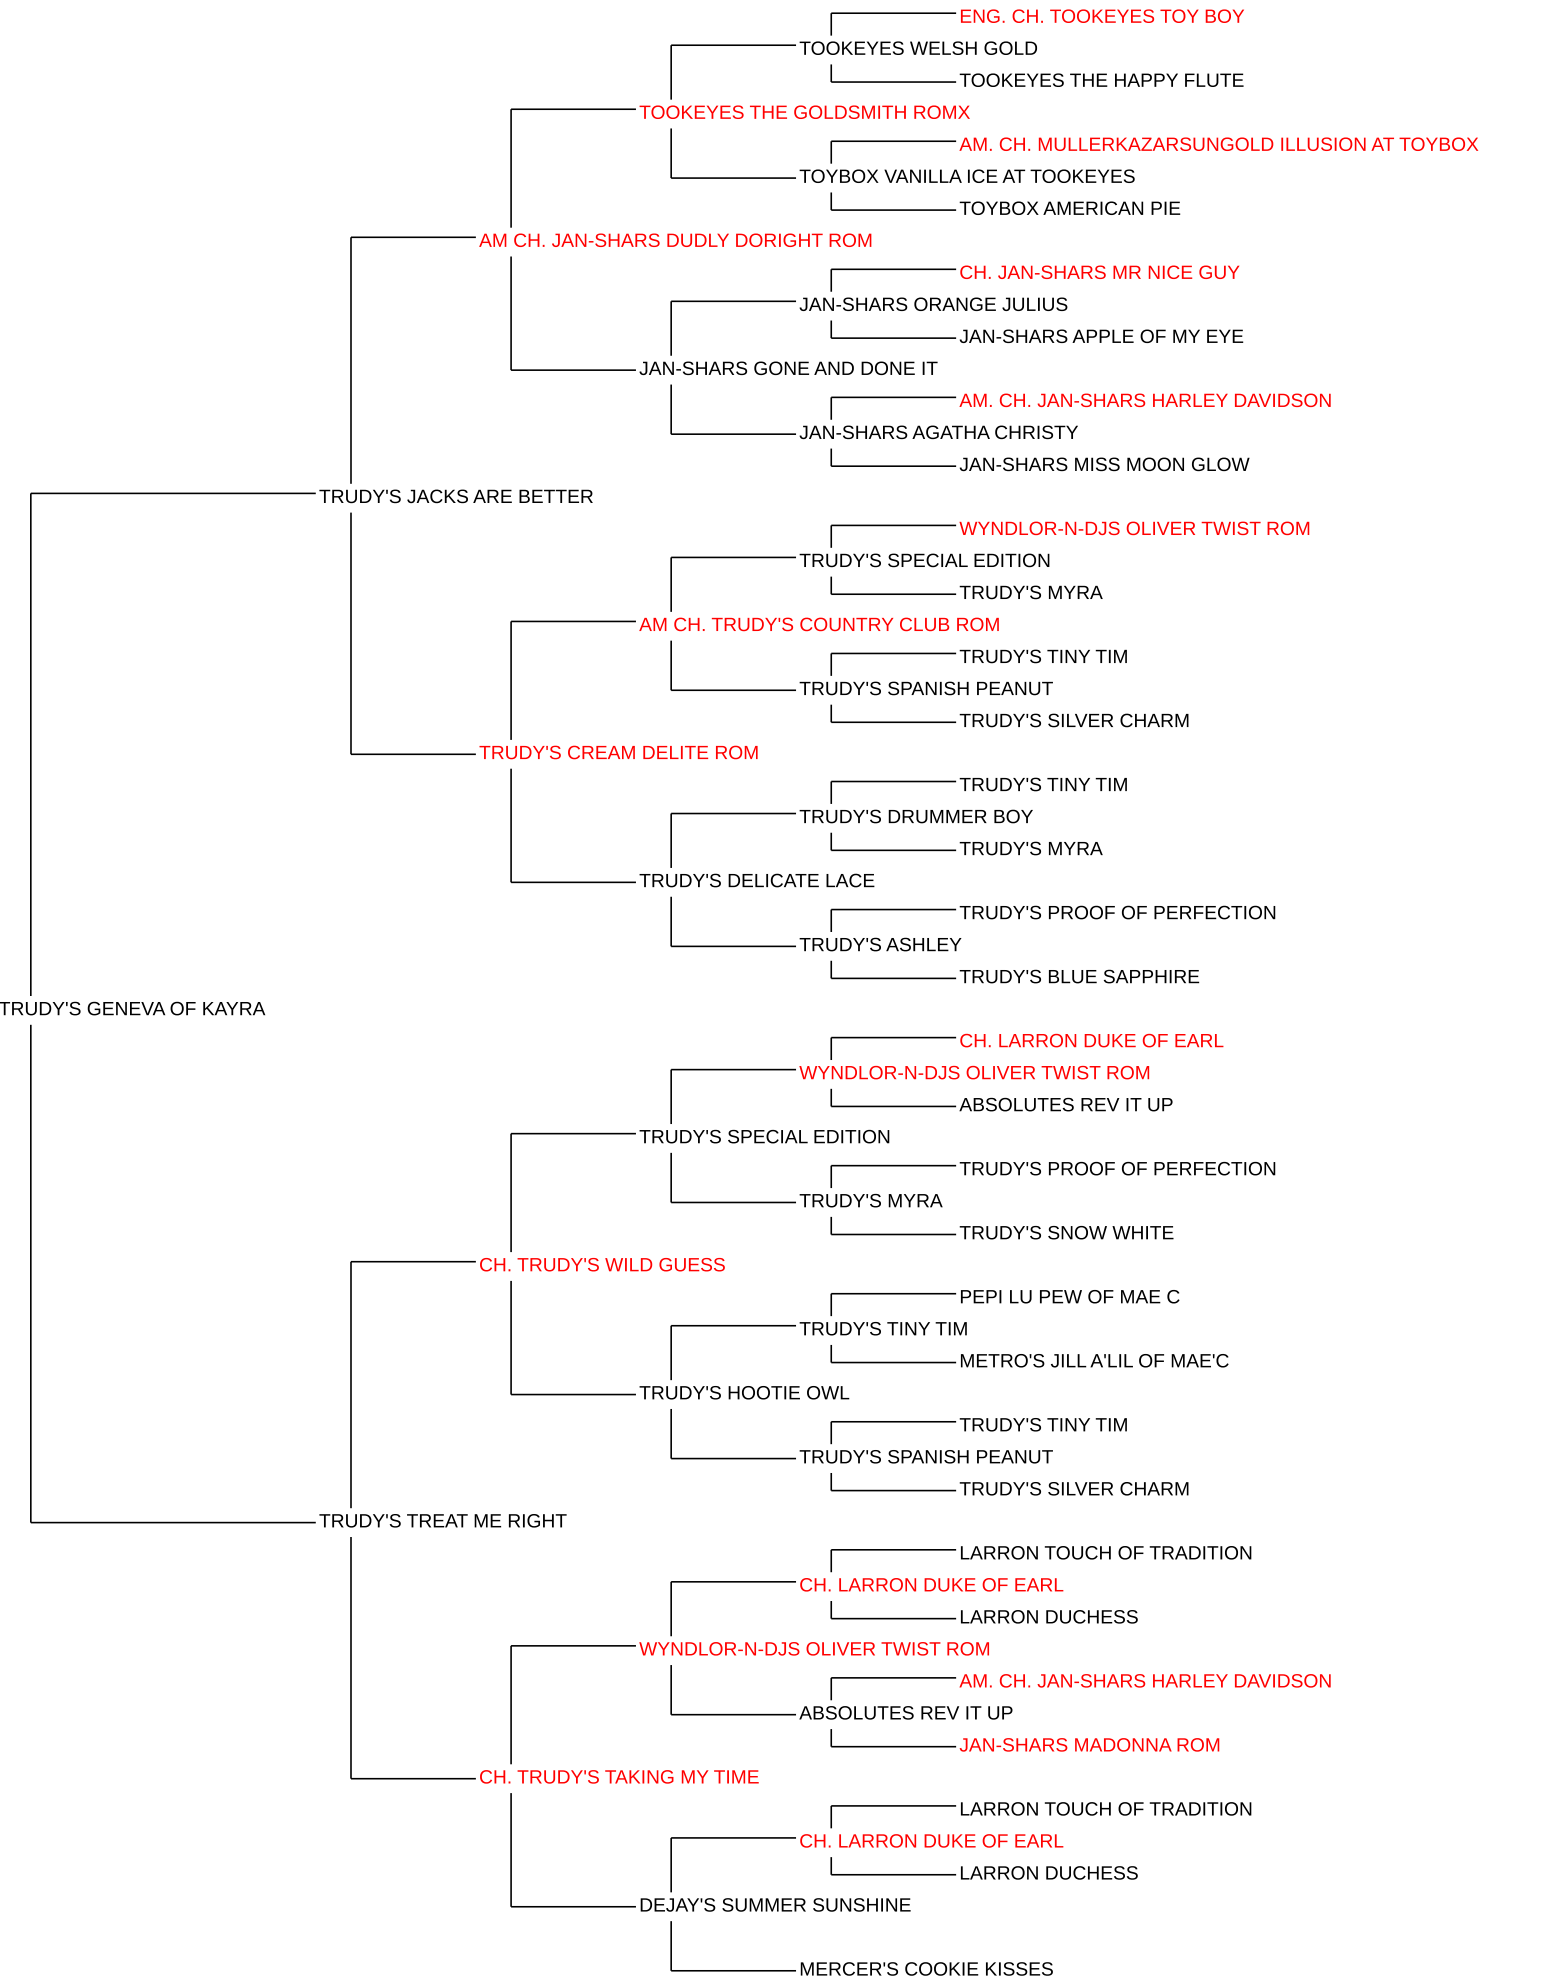 ENG. CH. TOOKEYES TOY BOY
TOOKEYES WELSH GOLD
TOOKEYES THE HAPPY FLUTE
TOOKEYES THE GOLDSMITH ROMX
AM. CH. MULLERKAZARSUNGOLD ILLUSION AT TOYBOX
TOYBOX VANILLA ICE AT TOOKEYES
TOYBOX AMERICAN PIE
AM CH. JAN-SHARS DUDLY DORIGHT ROM
CH. JAN-SHARS MR NICE GUY
JAN-SHARS ORANGE JULIUS
JAN-SHARS APPLE OF MY EYE
JAN-SHARS GONE AND DONE IT
AM. CH. JAN-SHARS HARLEY DAVIDSON
JAN-SHARS AGATHA CHRISTY
JAN-SHARS MISS MOON GLOW
TRUDY'S JACKS ARE BETTER
WYNDLOR-N-DJS OLIVER TWIST ROM
TRUDY'S SPECIAL EDITION
TRUDY'S MYRA
AM CH. TRUDY'S COUNTRY CLUB ROM
TRUDY'S TINY TIM
TRUDY'S SPANISH PEANUT
TRUDY'S SILVER CHARM
TRUDY'S CREAM DELITE ROM
TRUDY'S TINY TIM
TRUDY'S DRUMMER BOY
TRUDY'S MYRA
TRUDY'S DELICATE LACE
TRUDY'S PROOF OF PERFECTION
TRUDY'S ASHLEY
TRUDY'S BLUE SAPPHIRE
TRUDY'S GENEVA OF KAYRA
CH. LARRON DUKE OF EARL
WYNDLOR-N-DJS OLIVER TWIST ROM
ABSOLUTES REV IT UP
TRUDY'S SPECIAL EDITION
TRUDY'S PROOF OF PERFECTION
TRUDY'S MYRA
TRUDY'S SNOW WHITE
CH. TRUDY'S WILD GUESS
PEPI LU PEW OF MAE C
TRUDY'S TINY TIM
METRO'S JILL A'LIL OF MAE'C
TRUDY'S HOOTIE OWL
TRUDY'S TINY TIM
TRUDY'S SPANISH PEANUT
TRUDY'S SILVER CHARM
TRUDY'S TREAT ME RIGHT
LARRON TOUCH OF TRADITION
CH. LARRON DUKE OF EARL
LARRON DUCHESS
WYNDLOR-N-DJS OLIVER TWIST ROM
AM. CH. JAN-SHARS HARLEY DAVIDSON
ABSOLUTES REV IT UP
JAN-SHARS MADONNA ROM
CH. TRUDY'S TAKING MY TIME
LARRON TOUCH OF TRADITION
CH. LARRON DUKE OF EARL
LARRON DUCHESS
DEJAY'S SUMMER SUNSHINE
MERCER'S COOKIE KISSES